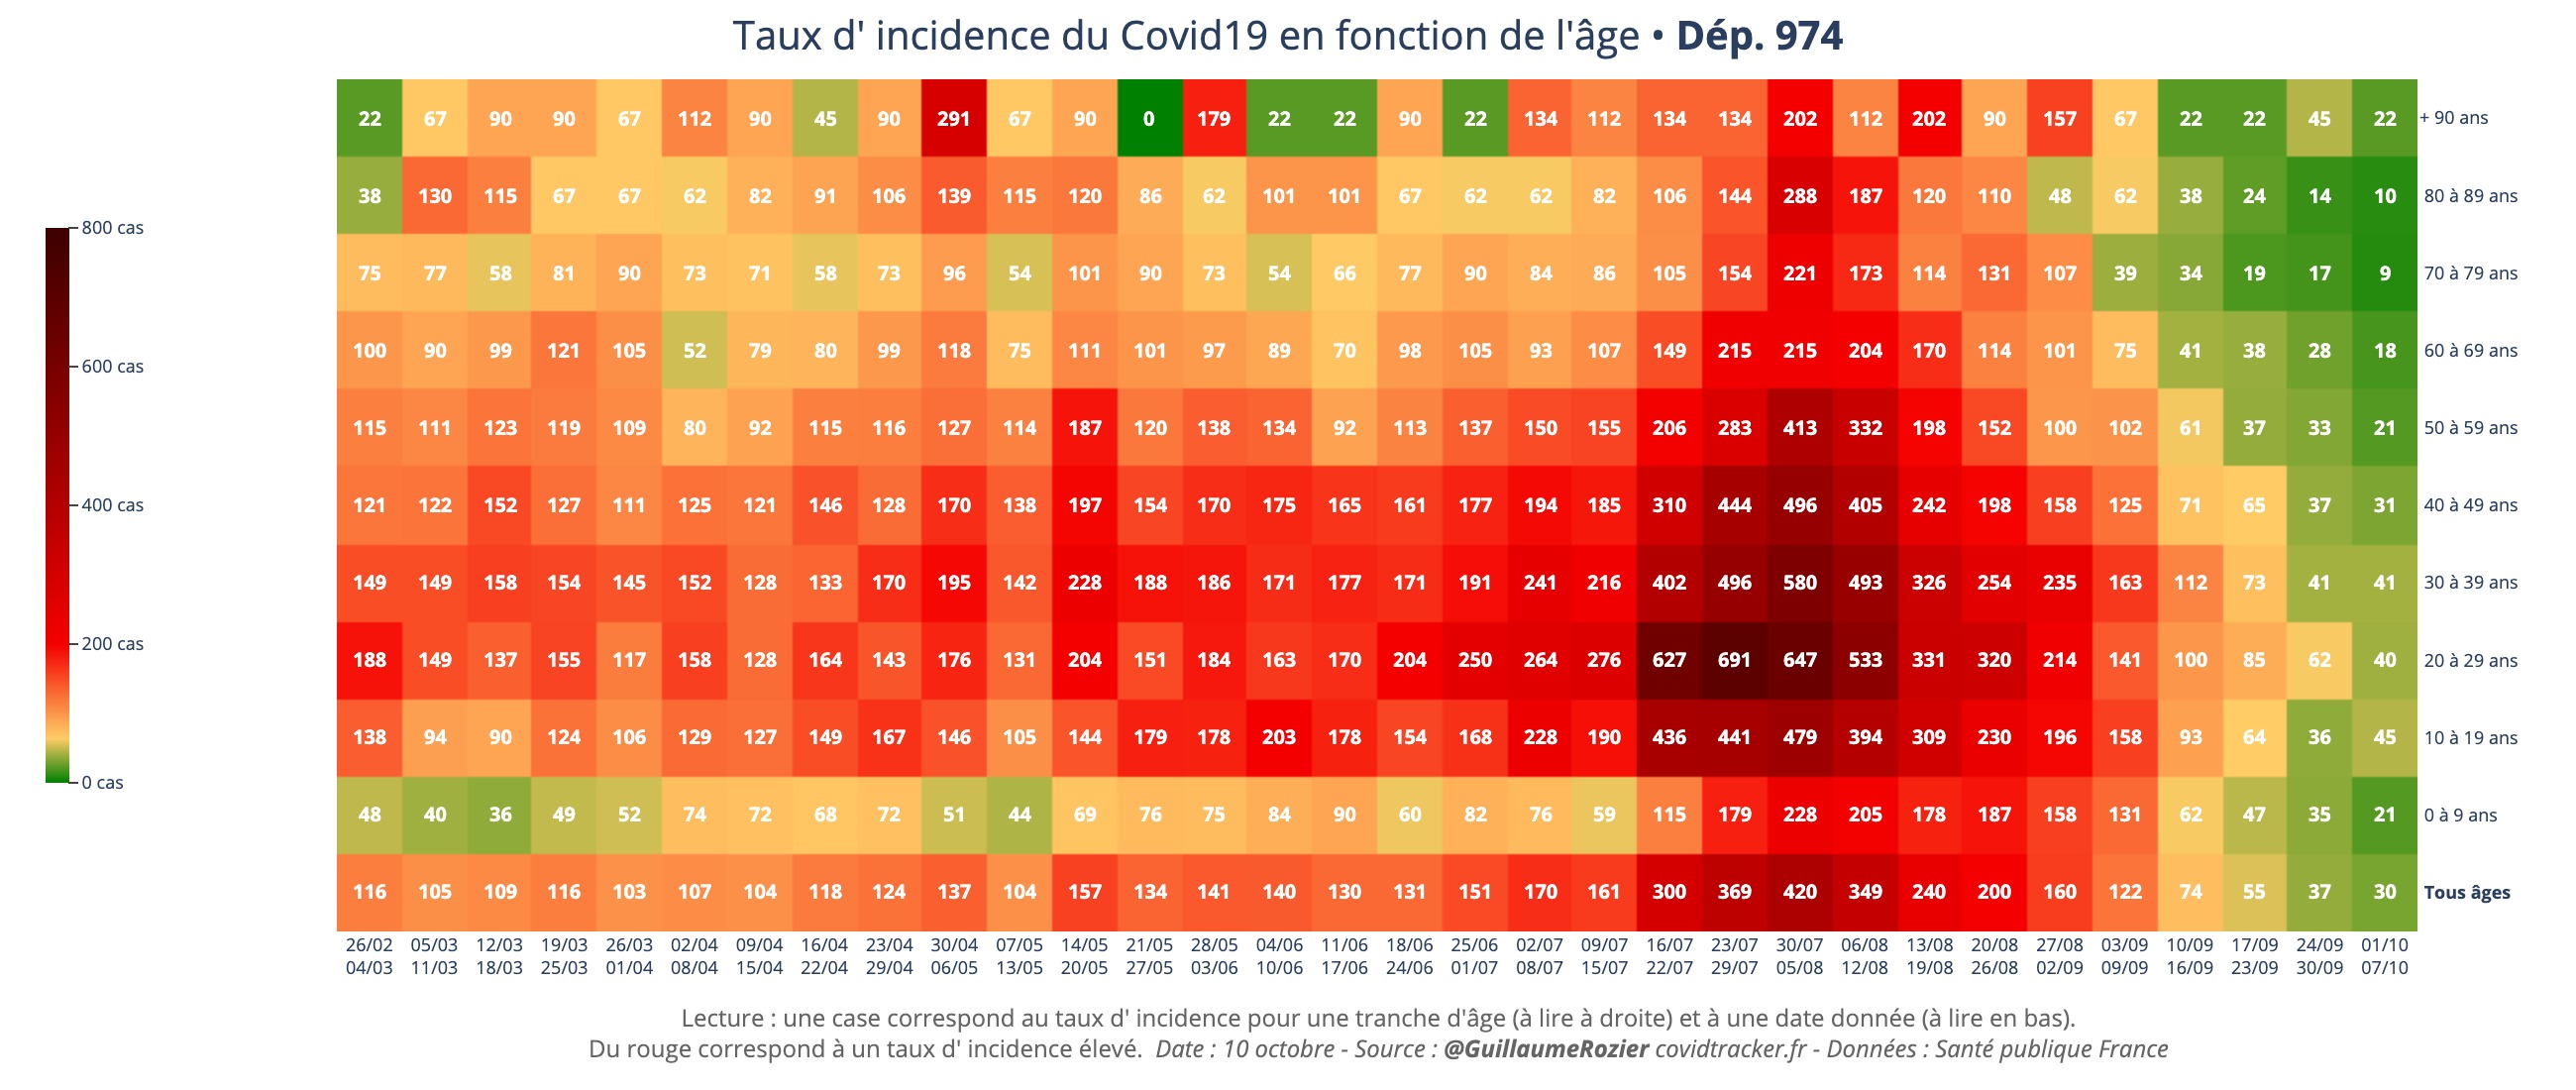 Taux d' incidence du Covid19 en fonction de l'âge • Dép. 974
22 67 90 90 67 112 90 45 90 291 67 90 0 179 22 22 90 22 134 112 134 134 202 112 202 90 157 67 22 22 45 22 + 90 ans
38 130 115 67 67 62 82 91 106 139 115 120 86 62 101 101 67 62 62 82 106 144 288 187 120 110 48 62 38 24 14 10 80 à 89 ans
75 77 58 81 90 73 71 58 73 96 54 101 90 73 54 66 77 90 84 86 105 154 221 173 114 131 107 39 34 19 17 9 70 à 79 ans
100 90 99 121 105 52 79 80 99 118 75 111 101 97 89 70 98 105 93 107 149 215 215 204 170 114 101 75 41 38 28 18 60 à 69 ans
115 111 123 119 109 80 92 115 116 127 114 187 120 138 134 92 113 137 150 155 206 283 413 332 198 152 100 102 61 37 33 21 50 à 59 ans
121 122 152 127 111 125 121 146 128 170 138 197 154 170 175 165 161 177 194 185 310 444 496 405 242 198 158 125 71 65 37 31 40 à 49 ans
149 149 158 154 145 152 128 133 170 195 142 228 188 186 171 177 171 191 241 216 402 496 580 493 326 254 235 163 112 73 41 41 30 à 39 ans
188 149 137 155 117 158 128 164 143 176 131 204 151 184 163 170 204 250 264 276 627 691 647 533 331 320 214 141 100 85 62 40 20 à 29 ans
138 94 90 124 106 129 127 149 167 146 105 144 179 178 203 178 154 168 228 190 436 441 479 394 309 230 196 158 93 64 36 45 10 à 19 ans
48 40 36 49 52 74 72 68 72 51 44 69 76 75 84 90 60 82 76 59 115 179 228 205 178 187 158 131 62 47 35 21 0 à 9 ans
116 105 109 116 103 107 104 118 124 137 104 157 134 141 140 130 131 151 170 161 300 369 420 349 240 200 160 122 74 55 37 30 Tous âges
26/02 05/03 12/03 19/03 26/03 02/04 09/04 16/04 23/04 30/04 07/05 14/05 21/05 28/05 04/06 11/06 18/06 25/06 02/07 09/07 16/07 23/07 30/07 06/08 13/08 20/08 27/08 03/09 10/09 17/09 24/09 01/10
04/03 11/03 18/03 25/03 01/04 08/04 15/04 22/04 29/04 06/05 13/05 20/05 27/05 03/06 10/06 17/06 24/06 01/07 08/07 15/07 22/07 29/07 05/08 12/08 19/08 26/08 02/09 09/09 16/09 23/09 30/09 07/10
800 cas
600 cas
400 cas
200 cas
0 cas
Lecture : une case correspond au taux d' incidence pour une tranche d'âge (à lire à droite) et à une date donnée (à lire en bas).
Du rouge correspond à un taux d' incidence élevé. Date : 10 octobre - Source : @GuillaumeRozier covidtracker.fr - Données : Santé publique France